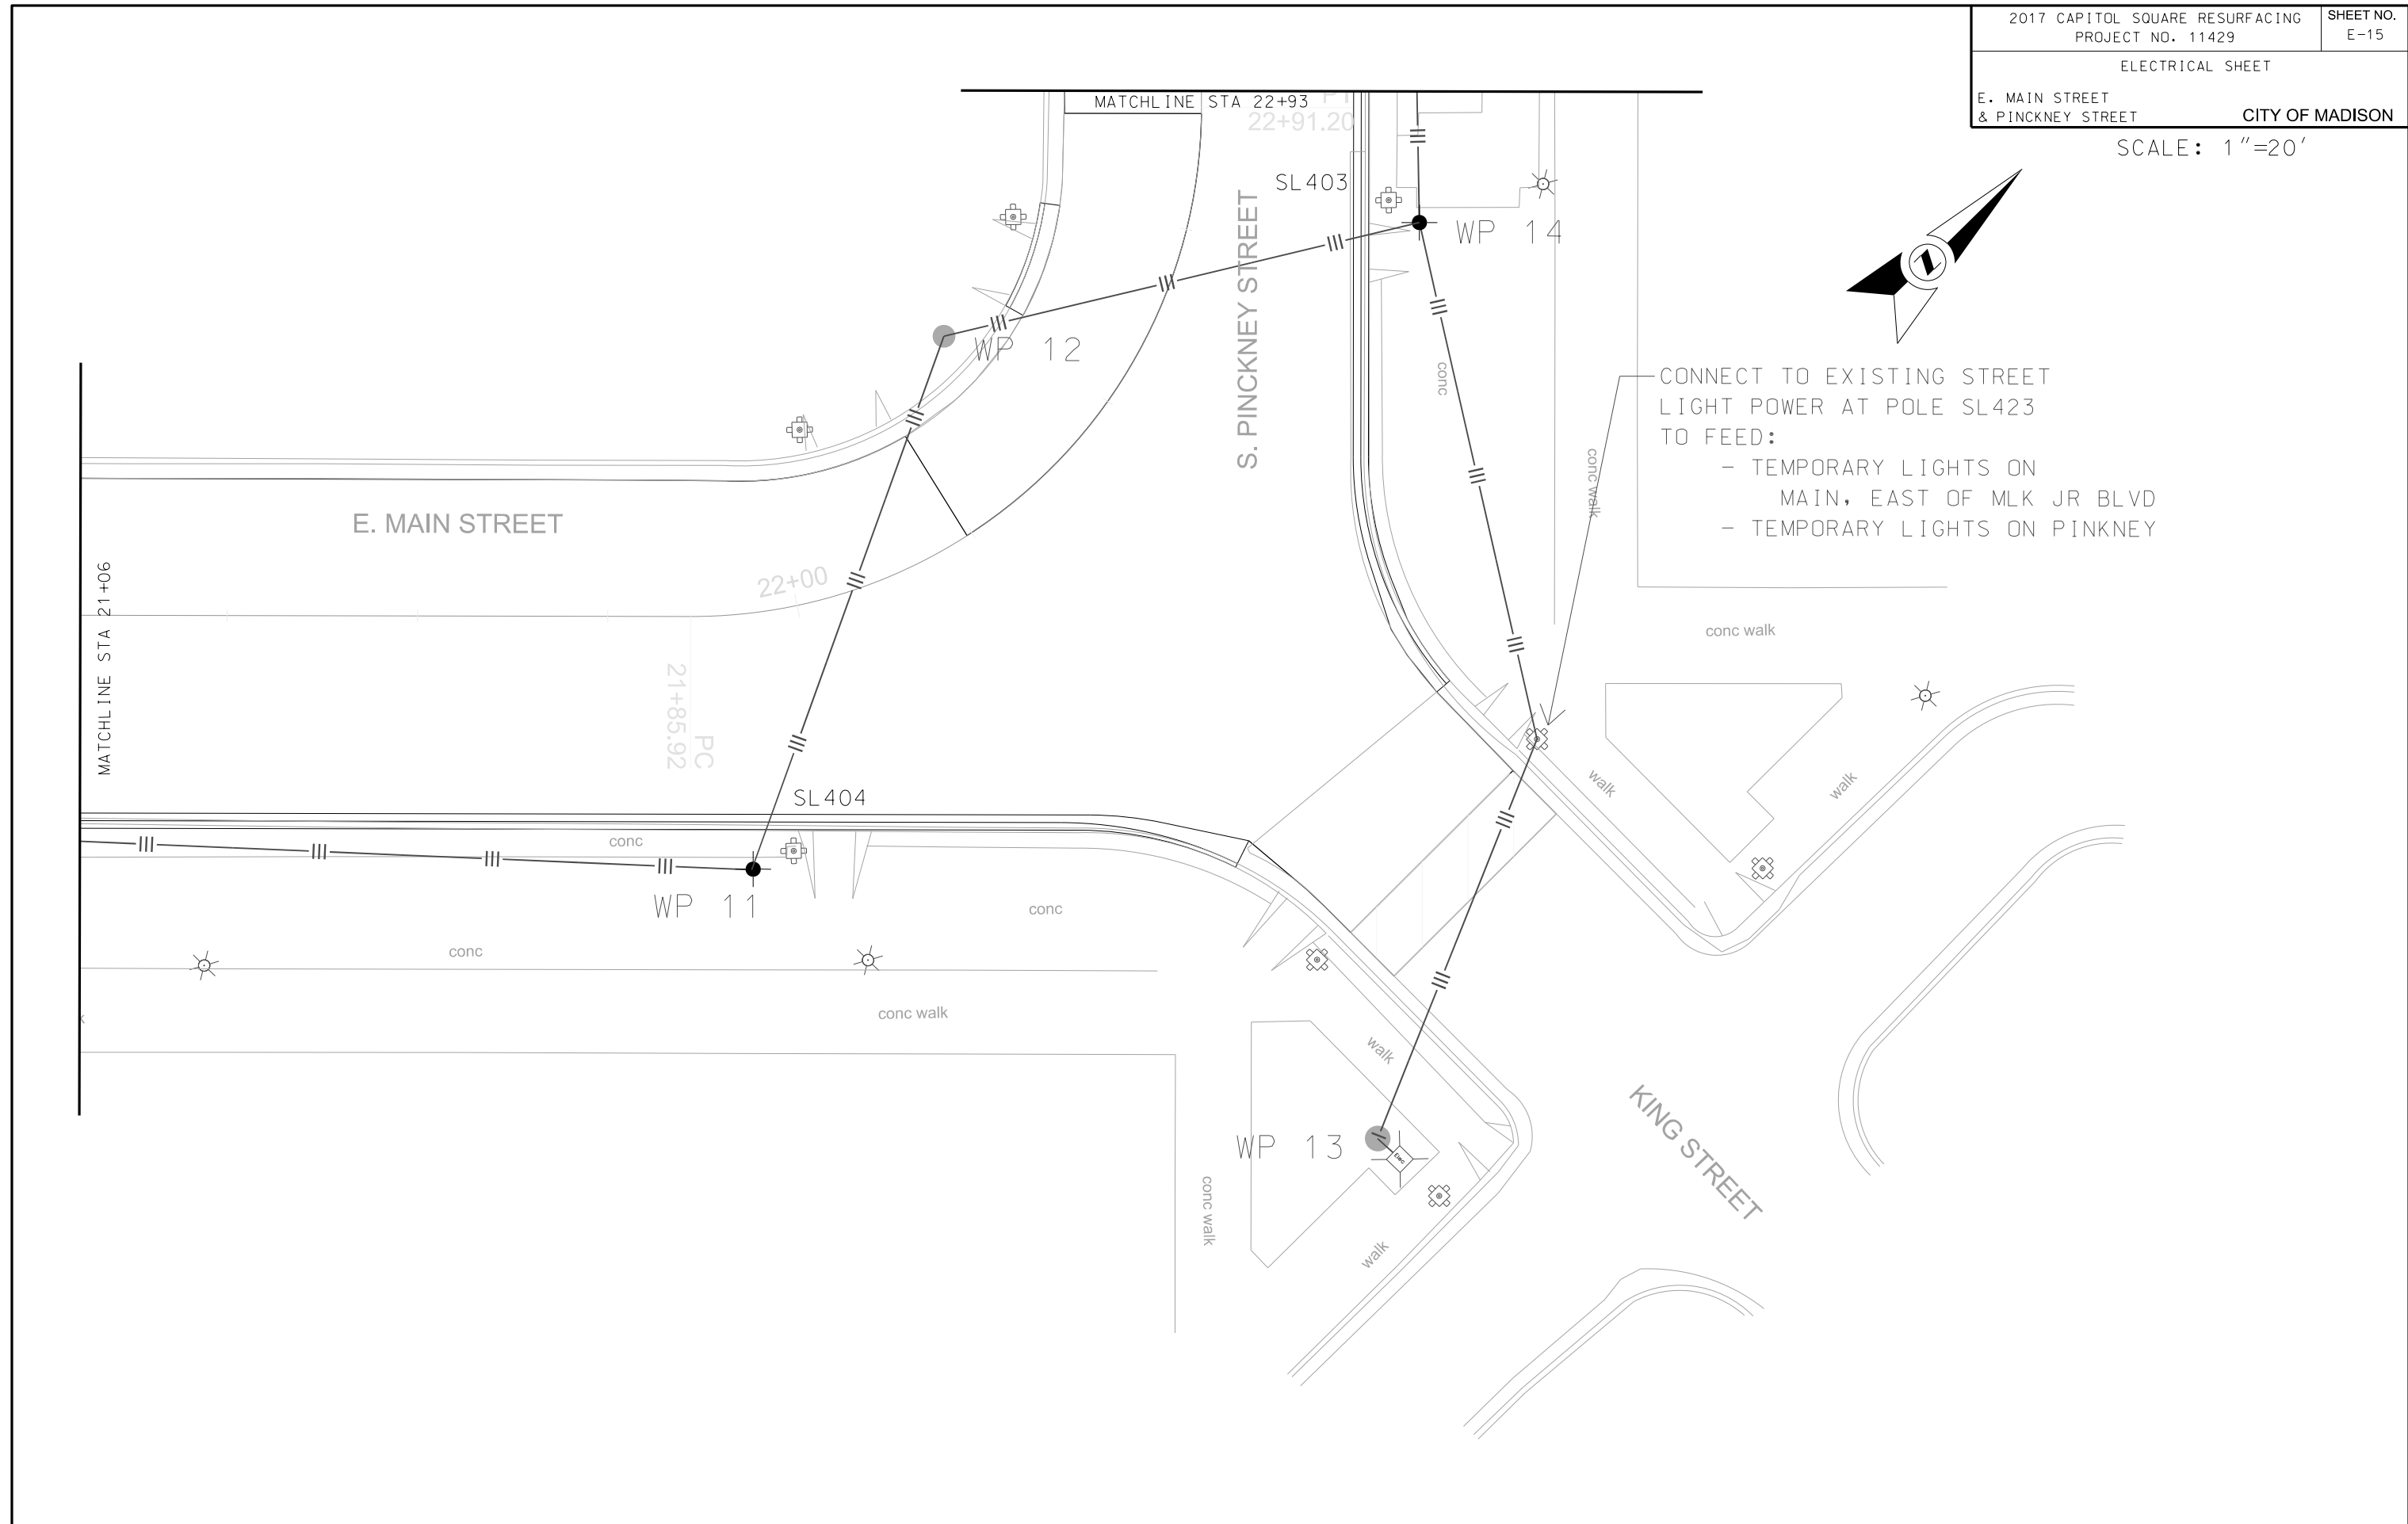 2017 CAPITOL SQUARE RESURFACING
PROJECT NO. 11429
SHEET NO.
E-15
ELECTRICAL SHEET
E. MAIN STREET
& PINCKNEY STREET
CITY OF MADISON
SCALE: 1"=20'
MATCHLINE STA 22+93
22+91.20
SL403
S. PINCKNEY STREET
WP 14
WP 12
conc
conc walk
CONNECT TO EXISTING STREET
LIGHT POWER AT POLE SL423
TO FEED:
- TEMPORARY LIGHTS ON
MAIN, EAST OF MLK JR BLVD
- TEMPORARY LIGHTS ON PINKNEY
E. MAIN STREET
MATCHLINE STA 21+06
22+00
PC
21+85.92
conc walk
walk
walk
SL404
conc
WP 11
conc
conc
conc walk
walk
WP 13
Elec
conc walk
walk
KING STREET